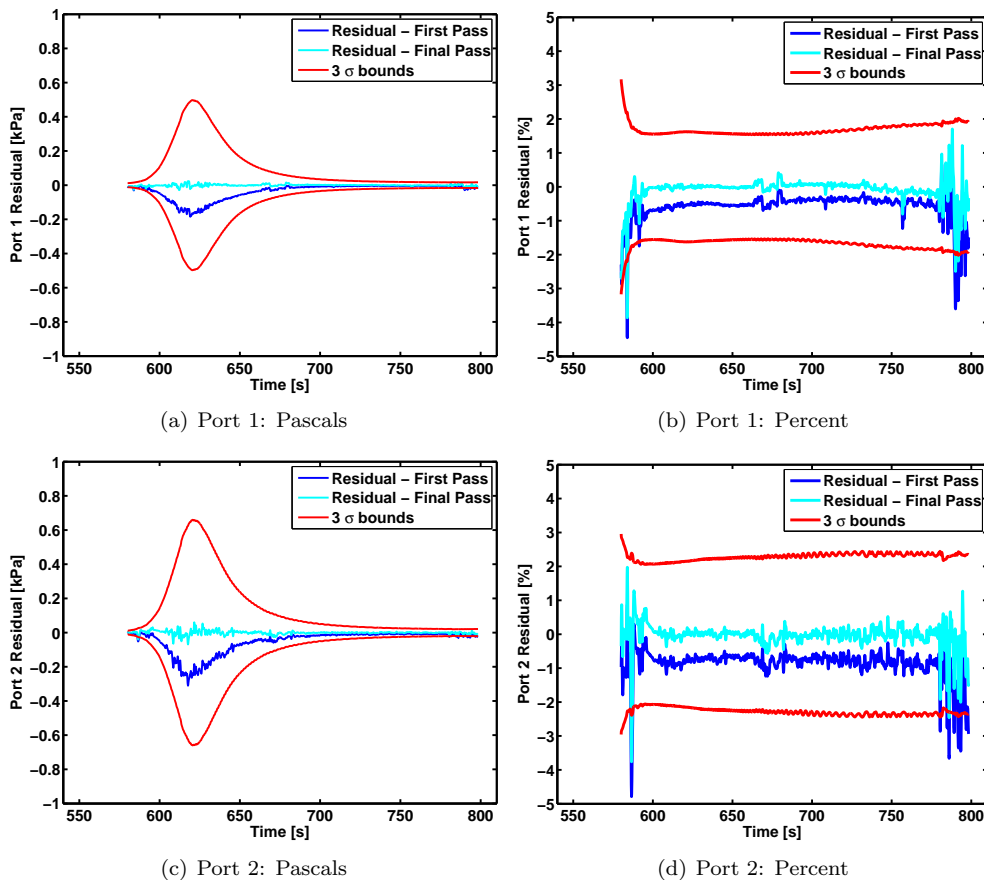 1
0.8
0.6
0.4
0.2
0
−0.2
−0.4
−0.6
−0.8
−1
Port 1 Residual [kPa]
Residual − First Pass
Residual − Final Pass
3 σ bounds
550 600 650 700 750 800
Time [s]
(a) Port 1: Pascals
5
4
3
2
1
0
−1
−2
−3
−4
−5
Port 1 Residual [%]
Residual − First Pass
Residual − Final Pass
3 σ bounds
550 600 650 700 750 800
Time [s]
(b) Port 1: Percent
1
0.8
0.6
0.4
0.2
0
−0.2
−0.4
−0.6
−0.8
−1
Port 2 Residual [kPa]
Residual − First Pass
Residual − Final Pass
3 σ bounds
550 600 650 700 750 800
Time [s]
(c) Port 2: Pascals
5
4
3
2
1
0
−1
−2
−3
−4
−5
Port 2 Residual [%]
Residual − First Pass
Residual − Final Pass
3 σ bounds
550 600 650 700 750 800
Time [s]
(d) Port 2: Percent